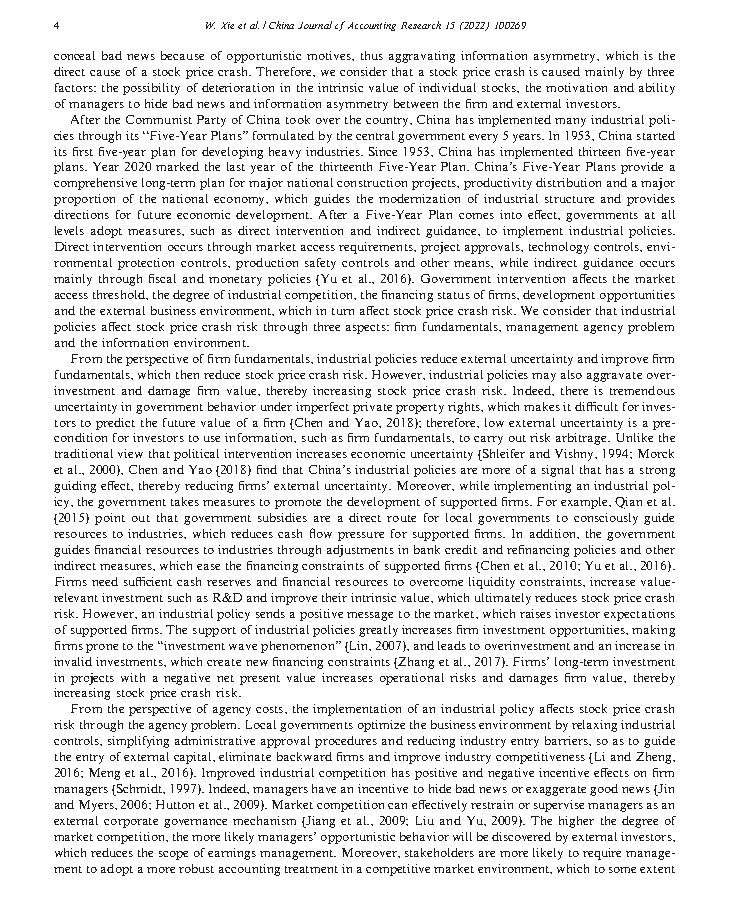 4
W. Xie et al. / China Journal of Accounting Research 15 (2022) 100269
conceal bad news because of opportunistic motives, thus aggravating information asymmetry, which is the
direct cause of a stock price crash. Therefore, we consider that a stock price crash is caused mainly by three
factors: the possibility of deterioration in the intrinsic value of individual stocks, the motivation and ability
of managers to hide bad news and information asymmetry between the firm and external investors.
After the Communist Party of China took over the country, China has implemented many industrial poli-
cies through its “Five-Year Plans” formulated by the central government every 5 years. In 1953, China started
its first five-year plan for developing heavy industries. Since 1953, China has implemented thirteen five-year
plans. Year 2020 marked the last year of the thirteenth Five-Year Plan. China’s Five-Year Plans provide a
comprehensive long-term plan for major national construction projects, productivity distribution and a major
proportion of the national economy, which guides the modernization of industrial structure and provides
directions for future economic development. After a Five-Year Plan comes into effect, governments at all
levels adopt measures, such as direct intervention and indirect guidance, to implement industrial policies.
Direct intervention occurs through market access requirements, project approvals, technology controls, envi-
ronmental protection controls, production safety controls and other means, while indirect guidance occurs
mainly through fiscal and monetary policies (Yu et al., 2016). Government intervention affects the market
access threshold, the degree of industrial competition, the financing status of firms, development opportunities
and the external business environment, which in turn affect stock price crash risk. We consider that industrial
policies affect stock price crash risk through three aspects: firm fundamentals, management agency problem
and the information environment.
From the perspective of firm fundamentals, industrial policies reduce external uncertainty and improve firm
fundamentals, which then reduce stock price crash risk. However, industrial policies may also aggravate over-
investment and damage firm value, thereby increasing stock price crash risk. Indeed, there is tremendous
uncertainty in government behavior under imperfect private property rights, which makes it difficult for inves-
tors to predict the future value of a firm (Chen and Yao, 2018); therefore, low external uncertainty is a pre-
condition for investors to use information, such as firm fundamentals, to carry out risk arbitrage. Unlike the
traditional view that political intervention increases economic uncertainty (Shleifer and Vishny, 1994; Morck
et al., 2000), Chen and Yao (2018) find that China’s industrial policies are more of a signal that has a strong
guiding effect, thereby reducing firms’ external uncertainty. Moreover, while implementing an industrial pol-
icy, the government takes measures to promote the development of supported firms. For example, Qian et al.
(2015) point out that government subsidies are a direct route for local governments to consciously guide
resources to industries, which reduces cash flow pressure for supported firms. In addition, the government
guides financial resources to industries through adjustments in bank credit and refinancing policies and other
indirect measures, which ease the financing constraints of supported firms (Chen et al., 2010; Yu et al., 2016).
Firms need sufficient cash reserves and financial resources to overcome liquidity constraints, increase value-
relevant investment such as R&D and improve their intrinsic value, which ultimately reduces stock price crash
risk. However, an industrial policy sends a positive message to the market, which raises investor expectations
of supported firms. The support of industrial policies greatly increases firm investment opportunities, making
firms prone to the “investment wave phenomenon” (Lin, 2007), and leads to overinvestment and an increase in
invalid investments, which create new financing constraints (Zhang et al., 2017). Firms’ long-term investment
in projects with a negative net present value increases operational risks and damages firm value, thereby
increasing stock price crash risk.
From the perspective of agency costs, the implementation of an industrial policy affects stock price crash
risk through the agency problem. Local governments optimize the business environment by relaxing industrial
controls, simplifying administrative approval procedures and reducing industry entry barriers, so as to guide
the entry of external capital, eliminate backward firms and improve industry competitiveness (Li and Zheng,
2016; Meng et al., 2016). Improved industrial competition has positive and negative incentive effects on firm
managers (Schmidt, 1997). Indeed, managers have an incentive to hide bad news or exaggerate good news (Jin
and Myers, 2006; Hutton et al., 2009). Market competition can effectively restrain or supervise managers as an
external corporate governance mechanism (Jiang et al., 2009; Liu and Yu, 2009). The higher the degree of
market competition, the more likely managers’ opportunistic behavior will be discovered by external investors,
which reduces the scope of earnings management. Moreover, stakeholders are more likely to require manage-
ment to adopt a more robust accounting treatment in a competitive market environment, which to some extent